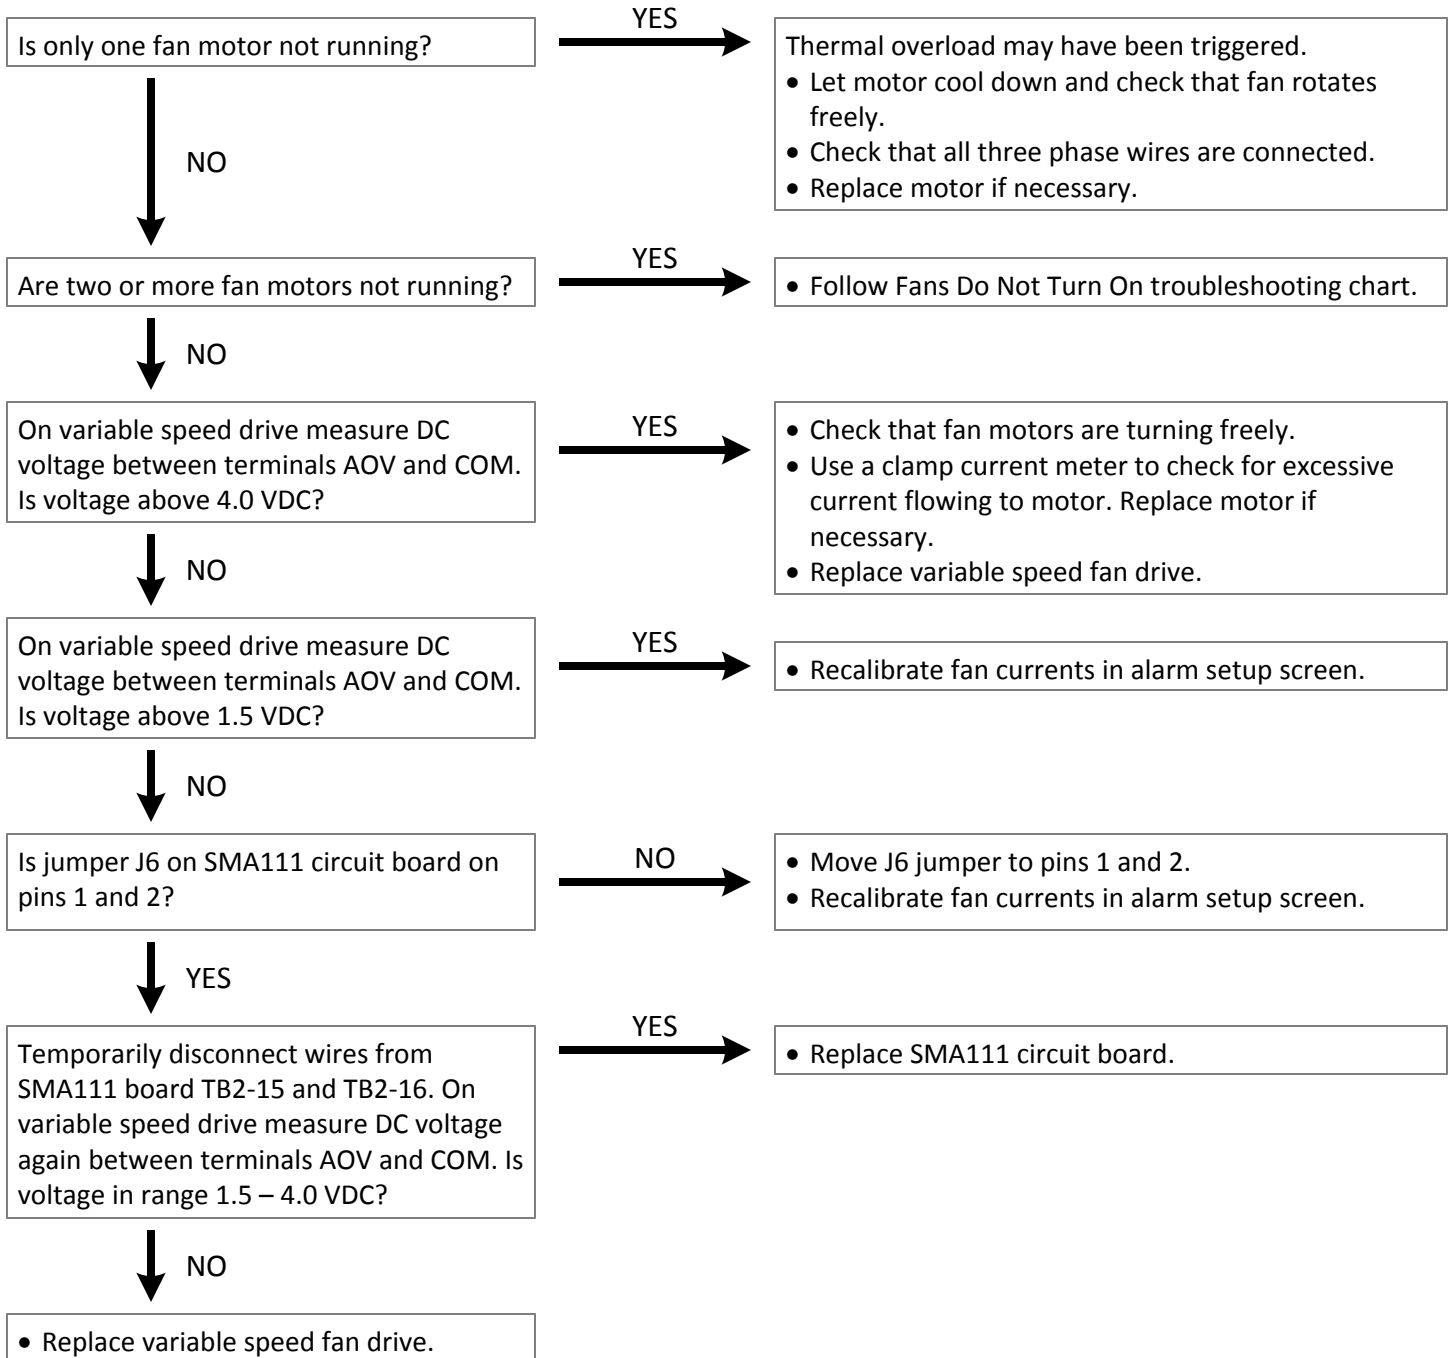 Is only one fan motor not running?
YES
Thermal overload may have been triggered.
• Let motor cool down and check that fan rotates
freely.
• Check that all three phase wires are connected.
• Replace motor if necessary.
NO
Are two or more fan motors not running?
YES
• Follow Fans Do Not Turn On troubleshooting chart.
NO
On variable speed drive measure DC
voltage between terminals AOV and COM.
Is voltage above 4.0 VDC?
YES
• Check that fan motors are turning freely.
• Use a clamp current meter to check for excessive
current flowing to motor. Replace motor if
necessary.
• Replace variable speed fan drive.
NO
On variable speed drive measure DC
voltage between terminals AOV and COM.
Is voltage above 1.5 VDC?
YES
• Recalibrate fan currents in alarm setup screen.
NO
Is jumper J6 on SMA111 circuit board on
pins 1 and 2?
NO
• Move J6 jumper to pins 1 and 2.
• Recalibrate fan currents in alarm setup screen.
YES
Temporarily disconnect wires from
SMA111 board TB2-15 and TB2-16. On
variable speed drive measure DC voltage
again between terminals AOV and COM. Is
voltage in range 1.5 – 4.0 VDC?
YES
• Replace SMA111 circuit board.
NO
• Replace variable speed fan drive.